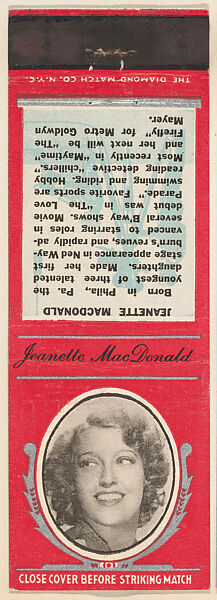 THE DIAMOND MATCH CO. N.Y.C.
JEANETTE MACDONALD
Born in Phila., Pa. the
youngest of three talented
daughters. Made her first
stage appearance in Ned Way-
burn's revues, and rapidly ad-
vanced to starring roles in
several B'way shows. Movie
debut was in "The Love
Parade." Favorite sports are
swimming and riding. Hobby
reading detective "chillers."
Most recently in "Maytime"
and her next will be "The
Firefly" for Metro Goldwyn
Mayer.
Jeanette MacDonald
CLOSE COVER BEFORE STRIKING MATCH